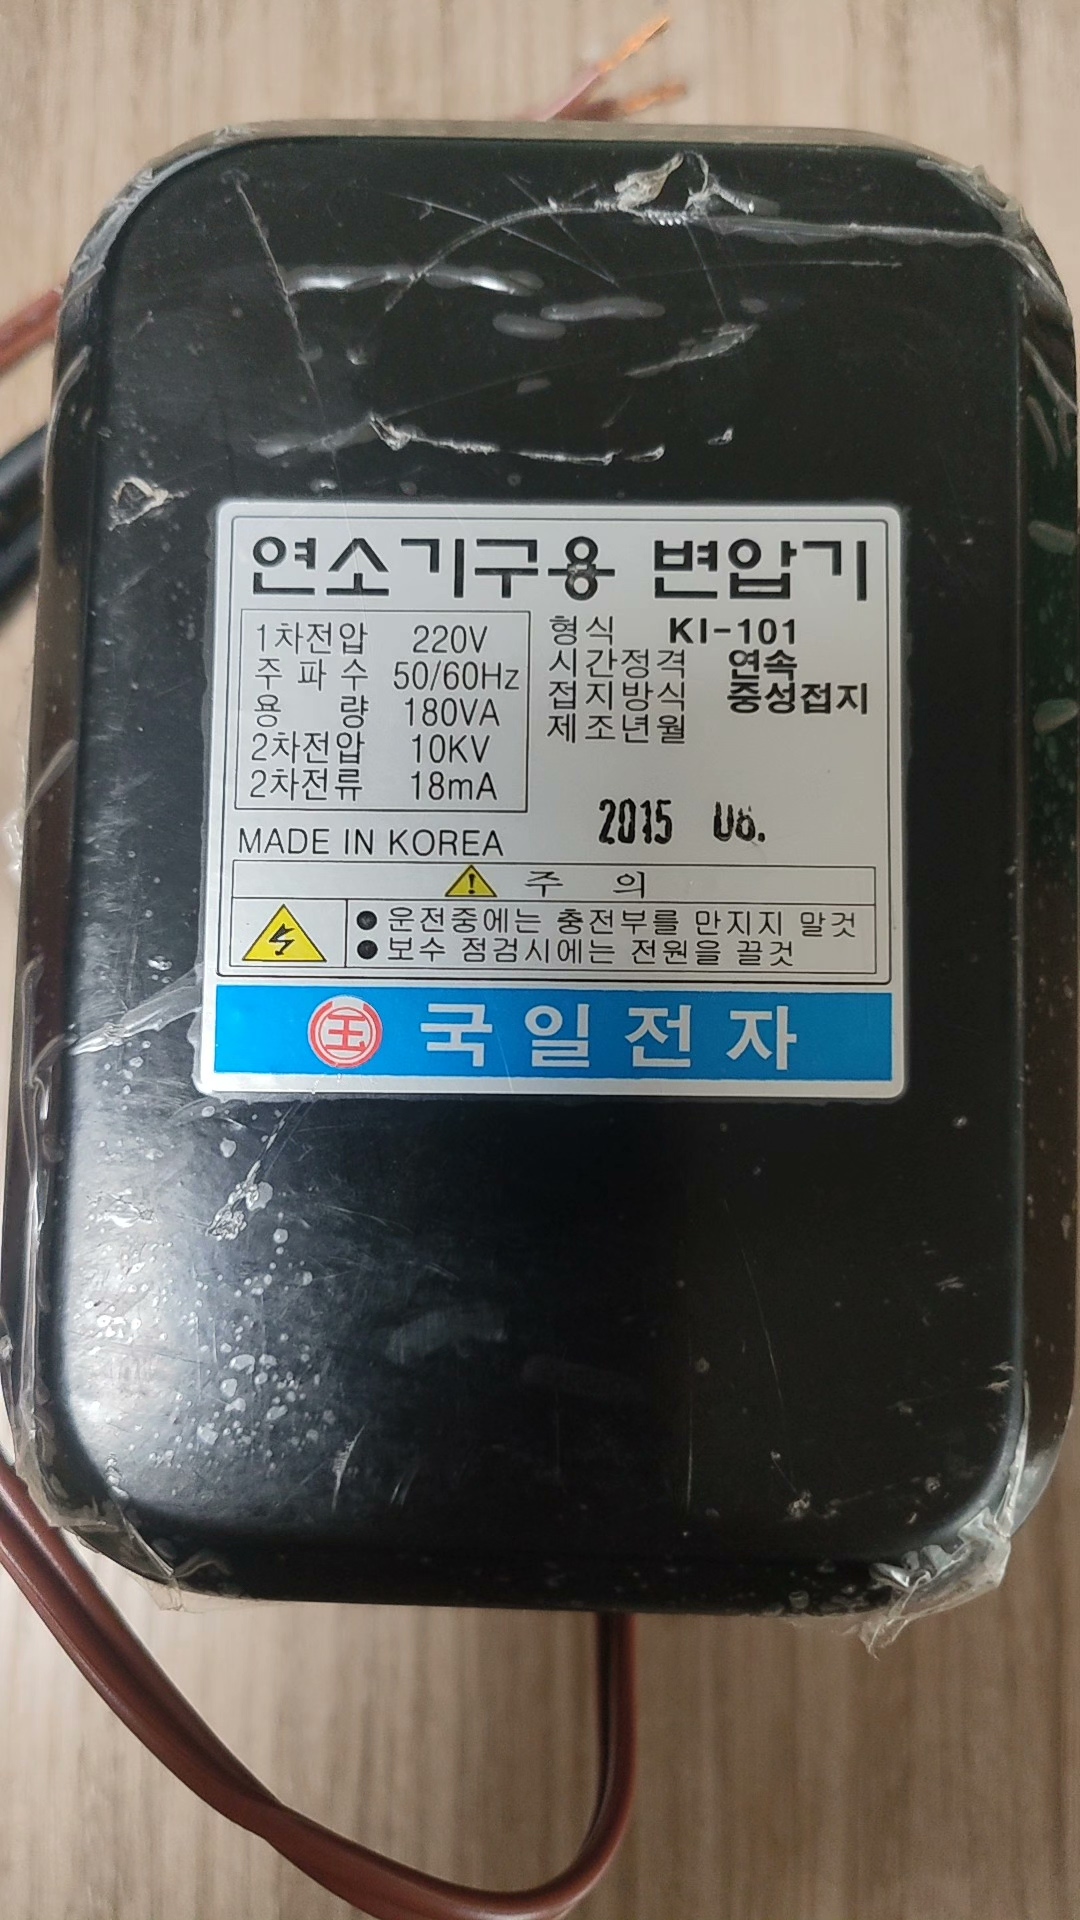 연소기구용 변압기
1차전압 220V
주파수 50/60Hz
용량 180VA
2차전압 10KV
2차전류 18mA
형식 KI-101
시간정격 연속
접지방식 중성접지
제조년월
2015 06.
MADE IN KOREA
주의
● 운전중에는 충전부를 만지지 말것
● 보수 점검시에는 전원을 끌것
국일전자